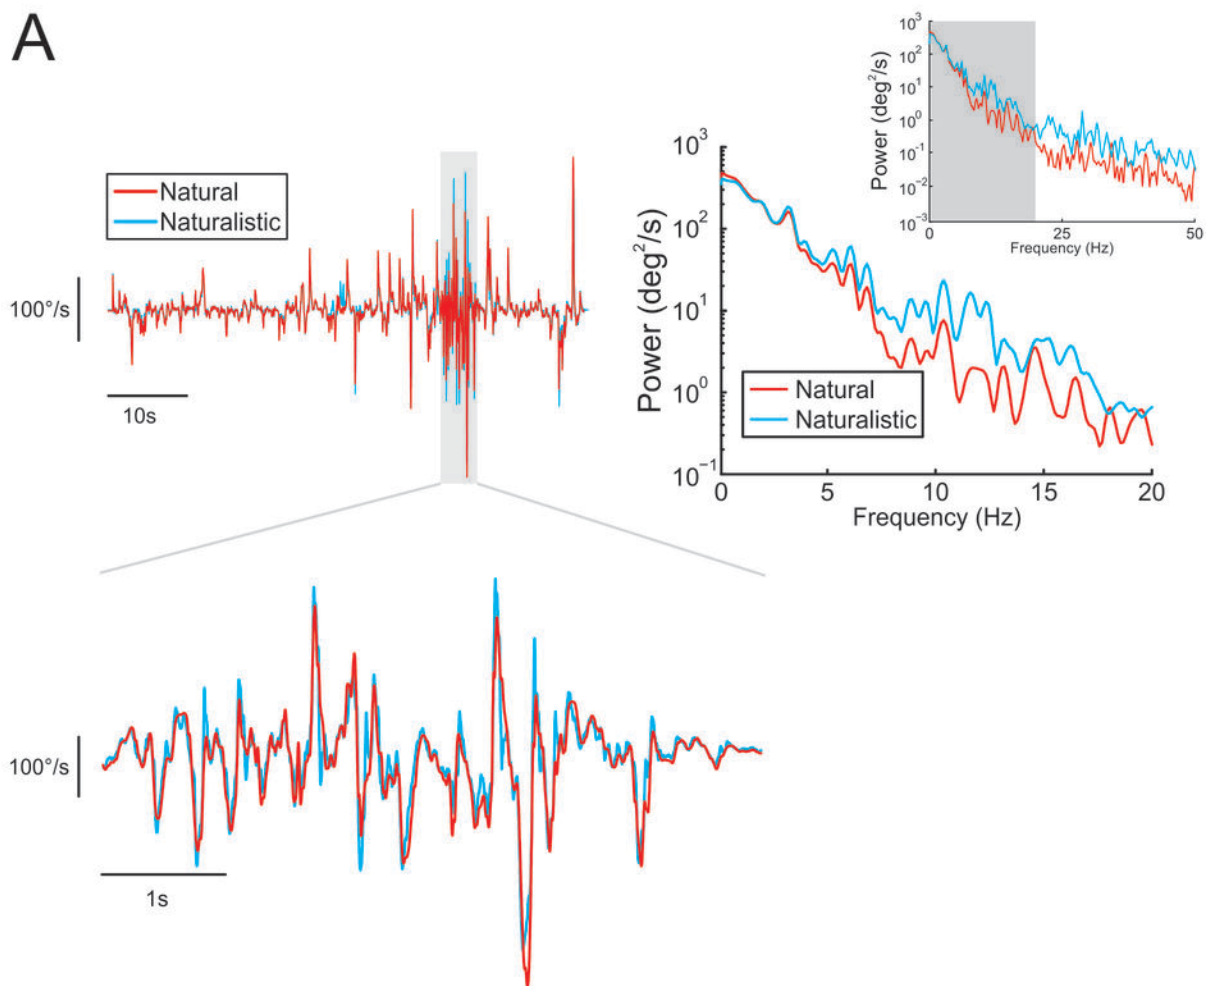 A
Natural
Naturalistic
100°/s
10s
100°/s
1s
Power (deg²/s)
10³
10²
10¹
10⁰
10⁻¹
Natural
Naturalistic
0 5 10 15 20
Frequency (Hz)
Power (deg²/s)
10³
10²
10¹
10⁰
10⁻¹
10⁻²
10⁻³
0 25 50
Frequency (Hz)